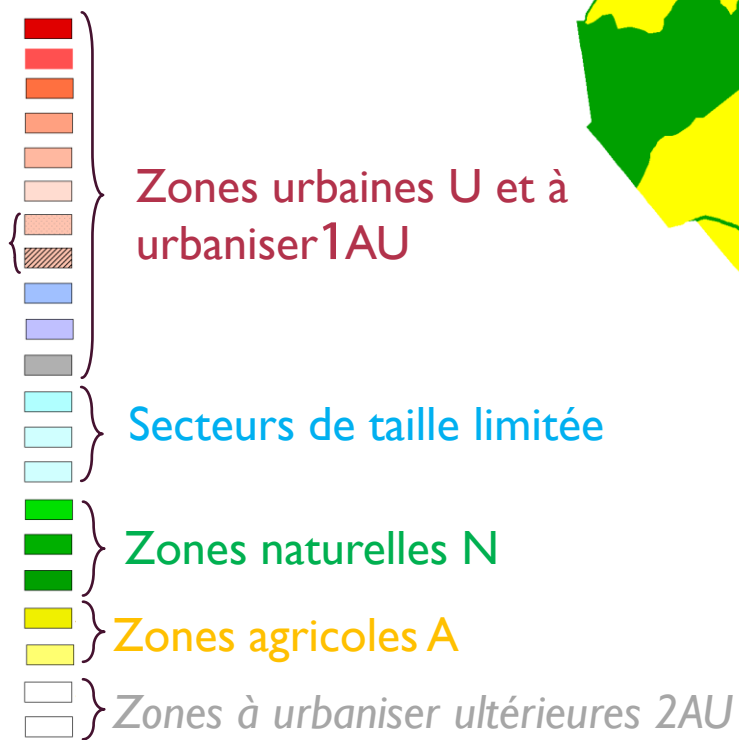 Zones urbaines U et à
urbaniser1AU
Secteurs de taille limitée
Zones naturelles N
Zones agricoles A
Zones à urbaniser ultérieures 2AU